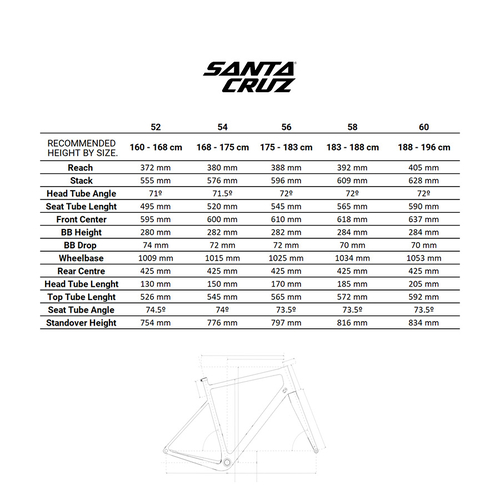 SANTA
CRUZ
52 54 56 58 60
RECOMMENDED HEIGHT BY SIZE. 160 - 168 cm 168 - 175 cm 175 - 183 cm 183 - 188 cm 188 - 196 cm
Reach 372 mm 380 mm 388 mm 392 mm 405 mm
Stack 555 mm 576 mm 596 mm 609 mm 628 mm
Head Tube Angle 71º 71.5º 72º 72º 72º
Seat Tube Lenght 495 mm 520 mm 545 mm 565 mm 590 mm
Front Center 595 mm 600 mm 610 mm 618 mm 637 mm
BB Height 280 mm 282 mm 282 mm 284 mm 284 mm
BB Drop 74 mm 72 mm 72 mm 70 mm 70 mm
Wheelbase 1009 mm 1015 mm 1025 mm 1034 mm 1053 mm
Rear Centre 425 mm 425 mm 425 mm 425 mm 425 mm
Head Tube Lenght 130 mm 150 mm 170 mm 185 mm 205 mm
Top Tube Lenght 526 mm 545 mm 565 mm 572 mm 592 mm
Seat Tube Angle 74.5º 74º 73.5º 73.5º 73.5º
Standover Height 754 mm 776 mm 797 mm 816 mm 834 mm